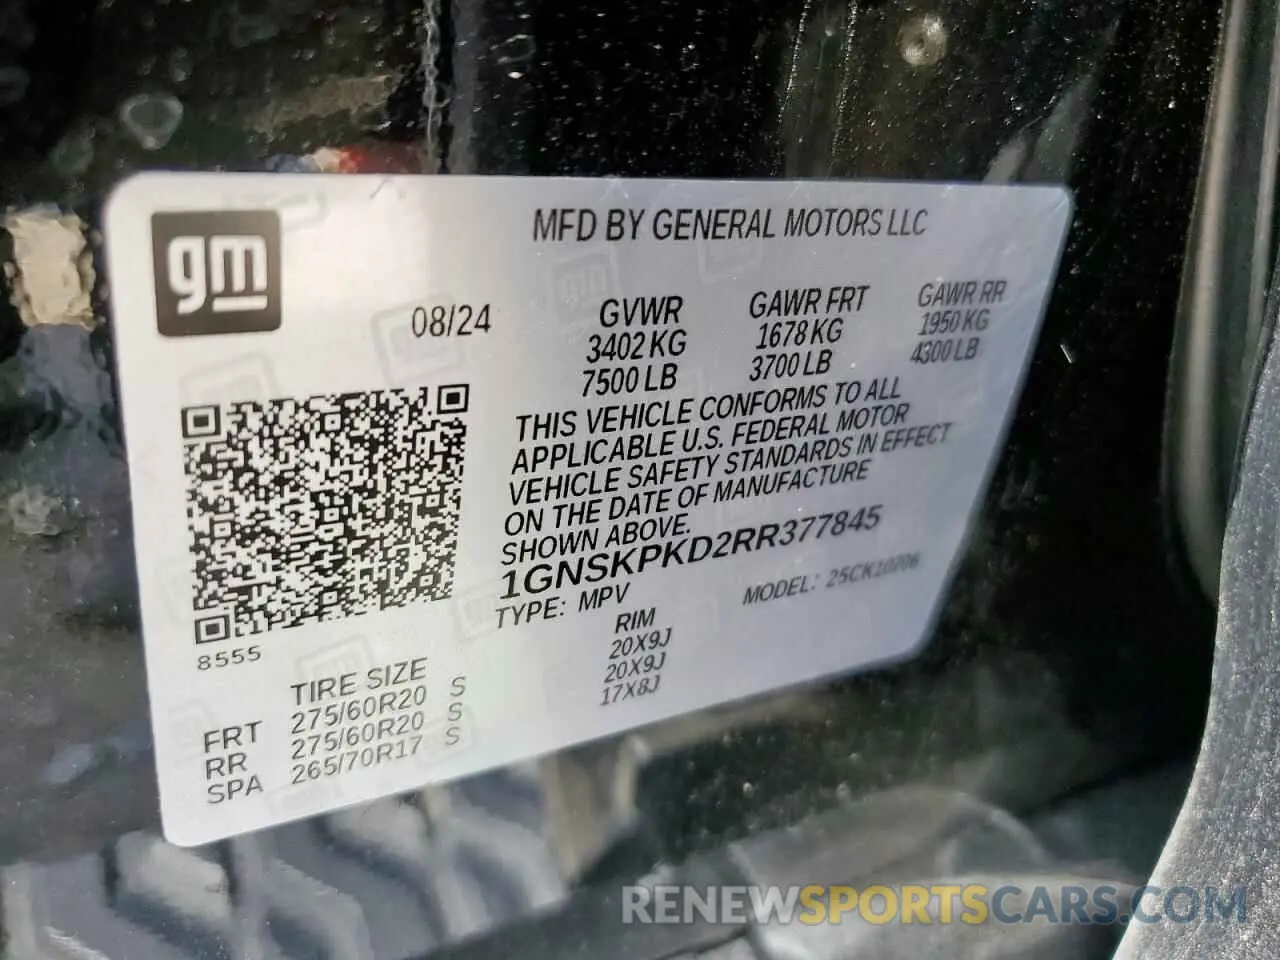 gm
MFD BY GENERAL MOTORS LLC
08/24
GVWR GAWR FRT GAWR RR
3402 KG 1678 KG 1950 KG
7500 LB 3700 LB 4300 LB
THIS VEHICLE CONFORMS TO ALL
APPLICABLE U.S. FEDERAL MOTOR
VEHICLE SAFETY STANDARDS IN EFFECT
ON THE DATE OF MANUFACTURE
SHOWN ABOVE.
1GNSKPKD2RR377845
TYPE: MPV MODEL: 25CK10706
8555
TIRE SIZE RIM
FRT 275/60R20 S 20X9J
RR 275/60R20 S 20X9J
SPA 265/70R17 S 17X8J
RENEWSPORTSCARS.COM